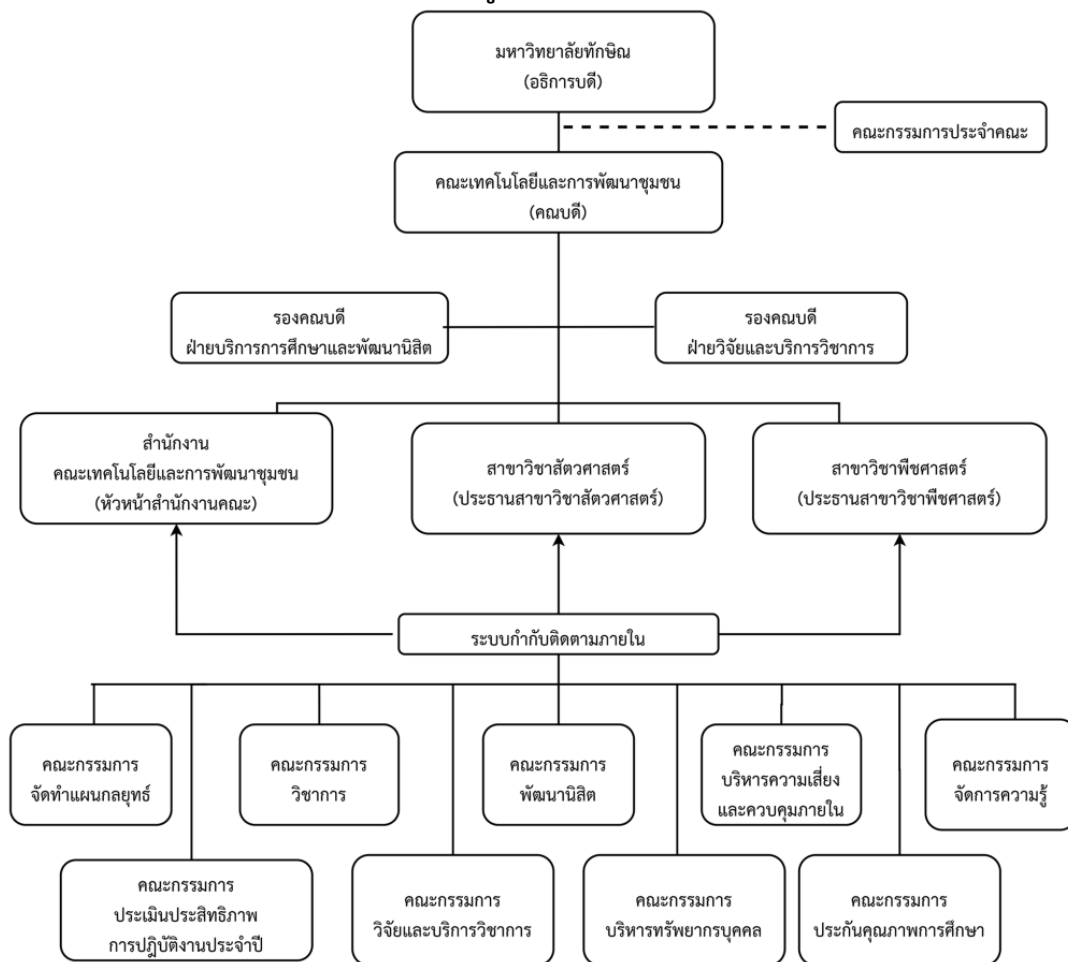 มหาวิทยาลัยทักษิณ
(อธิการบดี)
คณะกรรมการประจำคณะ
คณะเทคโนโลยีและการพัฒนาชุมชน
(คณบดี)
รองคณบดี
ฝ่ายบริการการศึกษาและพัฒนานิสิต
รองคณบดี
ฝ่ายวิจัยและบริการวิชาการ
สำนักงาน
คณะเทคโนโลยีและการพัฒนาชุมชน
(หัวหน้าสำนักงานคณะ)
สาขาวิชาสัตวศาสตร์
(ประธานสาขาวิชาสัตวศาสตร์)
สาขาวิชาพืชศาสตร์
(ประธานสาขาวิชาพืชศาสตร์)
ระบบกำกับติดตามภายใน
คณะกรรมการ
จัดทำแผนกลยุทธ์
คณะกรรมการ
วิชาการ
คณะกรรมการ
พัฒนานิสิต
คณะกรรมการ
บริหารความเสี่ยง
และควบคุมภายใน
คณะกรรมการ
จัดการความรู้
คณะกรรมการ
ประเมินประสิทธิภาพ
การปฏิบัติงานประจำปี
คณะกรรมการ
วิจัยและบริการวิชาการ
คณะกรรมการ
บริหารทรัพยากรบุคคล
คณะกรรมการ
ประกันคุณภาพการศึกษา